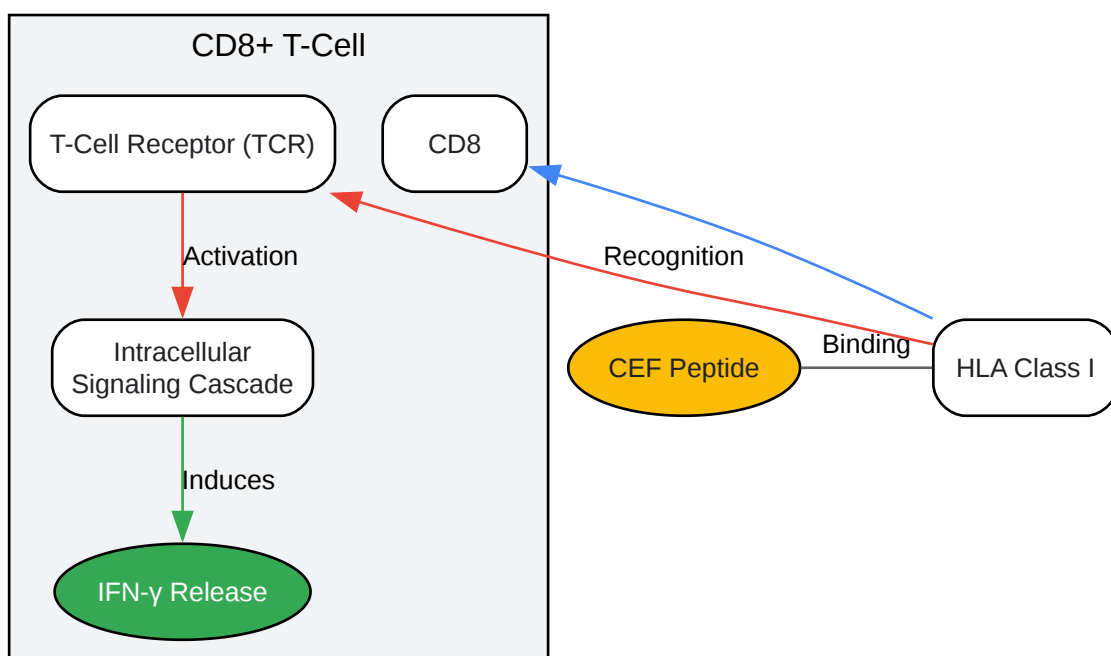 CD8+ T-Cell
T-Cell Receptor (TCR)
CD8
Activation
Recognition
Intracellular
Signaling Cascade
CEF Peptide
Binding
HLA Class I
Induces
IFN-γ Release